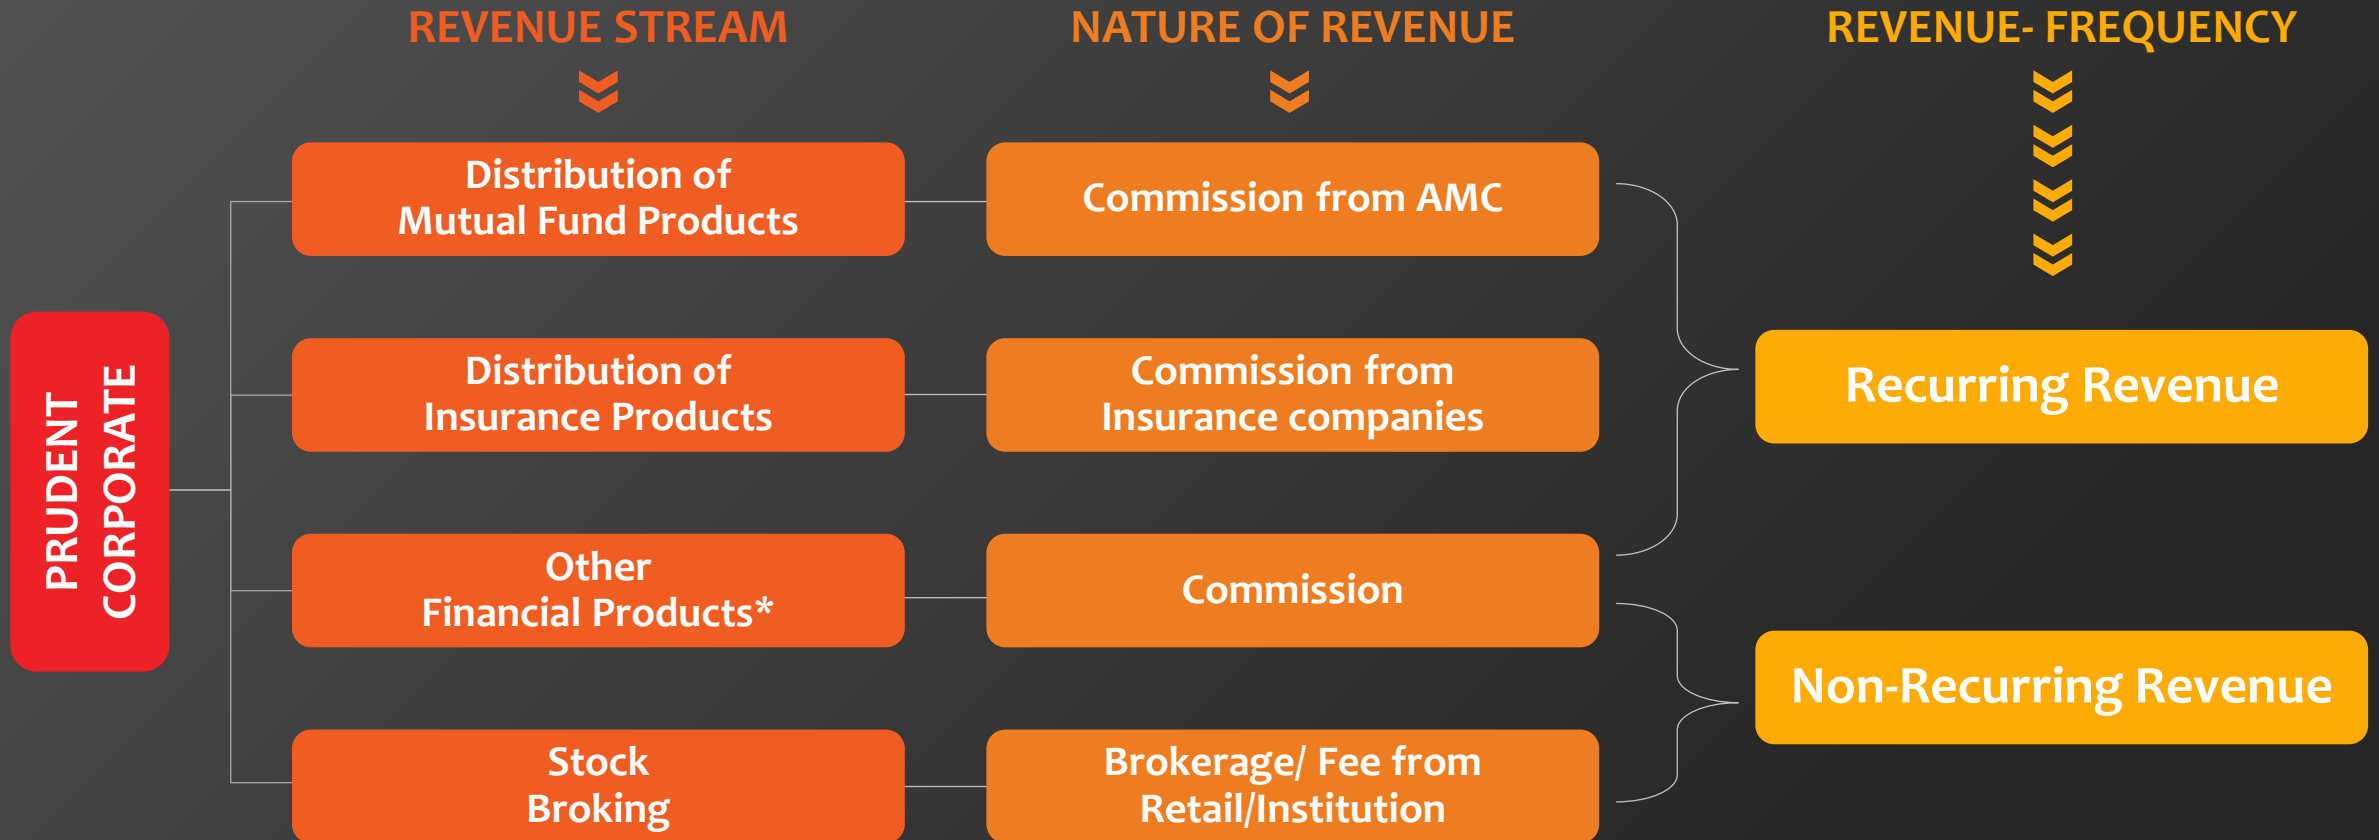 REVENUE STREAM
NATURE OF REVENUE
REVENUE- FREQUENCY
PRUDENT
CORPORATE
Distribution of
Mutual Fund Products
Commission from AMC
Distribution of
Insurance Products
Commission from
Insurance companies
Other
Financial Products*
Commission
Stock
Broking
Brokerage/ Fee from
Retail/Institution
Recurring Revenue
Non-Recurring Revenue